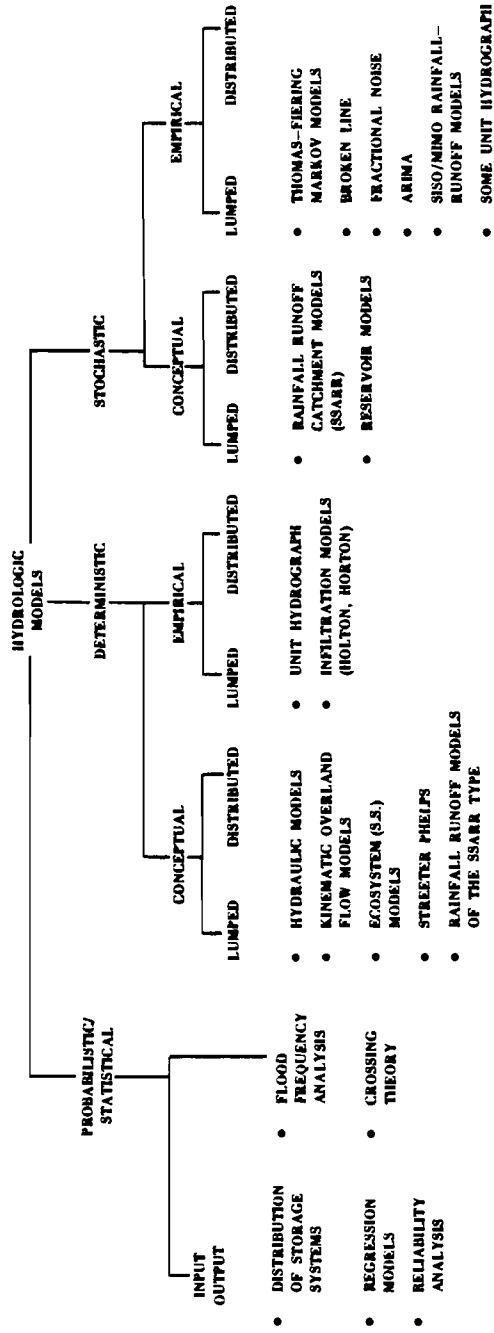 HYDROLOGIC
MODELS
PROBABILISTIC/
STATISTICAL
DETERMINISTIC
STOCHASTIC
INPUT
OUTPUT
CONCEPTUAL
EMPIRICAL
CONCEPTUAL
EMPIRICAL
LUMPED
DISTRIBUTED
LUMPED
DISTRIBUTED
LUMPED
DISTRIBUTED
LUMPED
DISTRIBUTED
• DISTRIBUTION
OF STORAGE
SYSTEMS
• REGRESSION
MODELS
• RELIABILITY
ANALYSIS
• FLOOD
FREQUENCY
ANALYSIS
• CROSSING
THEORY
• HYDRAULIC MODELS
• KINEMATIC OVERLAND
FLOW MODELS
• ECOSYSTEM (S.S.)
MODELS
• STREETER PHELPS
• RAINFALL RUNOFF MODELS
OF THE SSARR TYPE
• UNIT HYDROGRAPH
• INFILTRATION MODELS
(HOLTON, HORTON)
• RAINFALL RUNOFF
CATCHMENT MODELS
(SSARR)
• RESERVOIR MODELS
• THOMAS-FIERING
MARKOV MODELS
• BROKEN LINE
• FRACTIONAL NOISE
• ARIMA
• SISO/MIMO RAINFALL-
RUNOFF MODELS
• SOME UNIT HYDROGRAPH